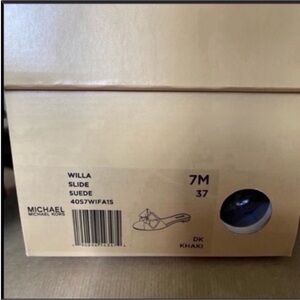 WILLA
SLIDE
SUEDE
40S7WIFA1S
7M
37
MICHAEL
MICHAEL KORS
DK
KHAKI